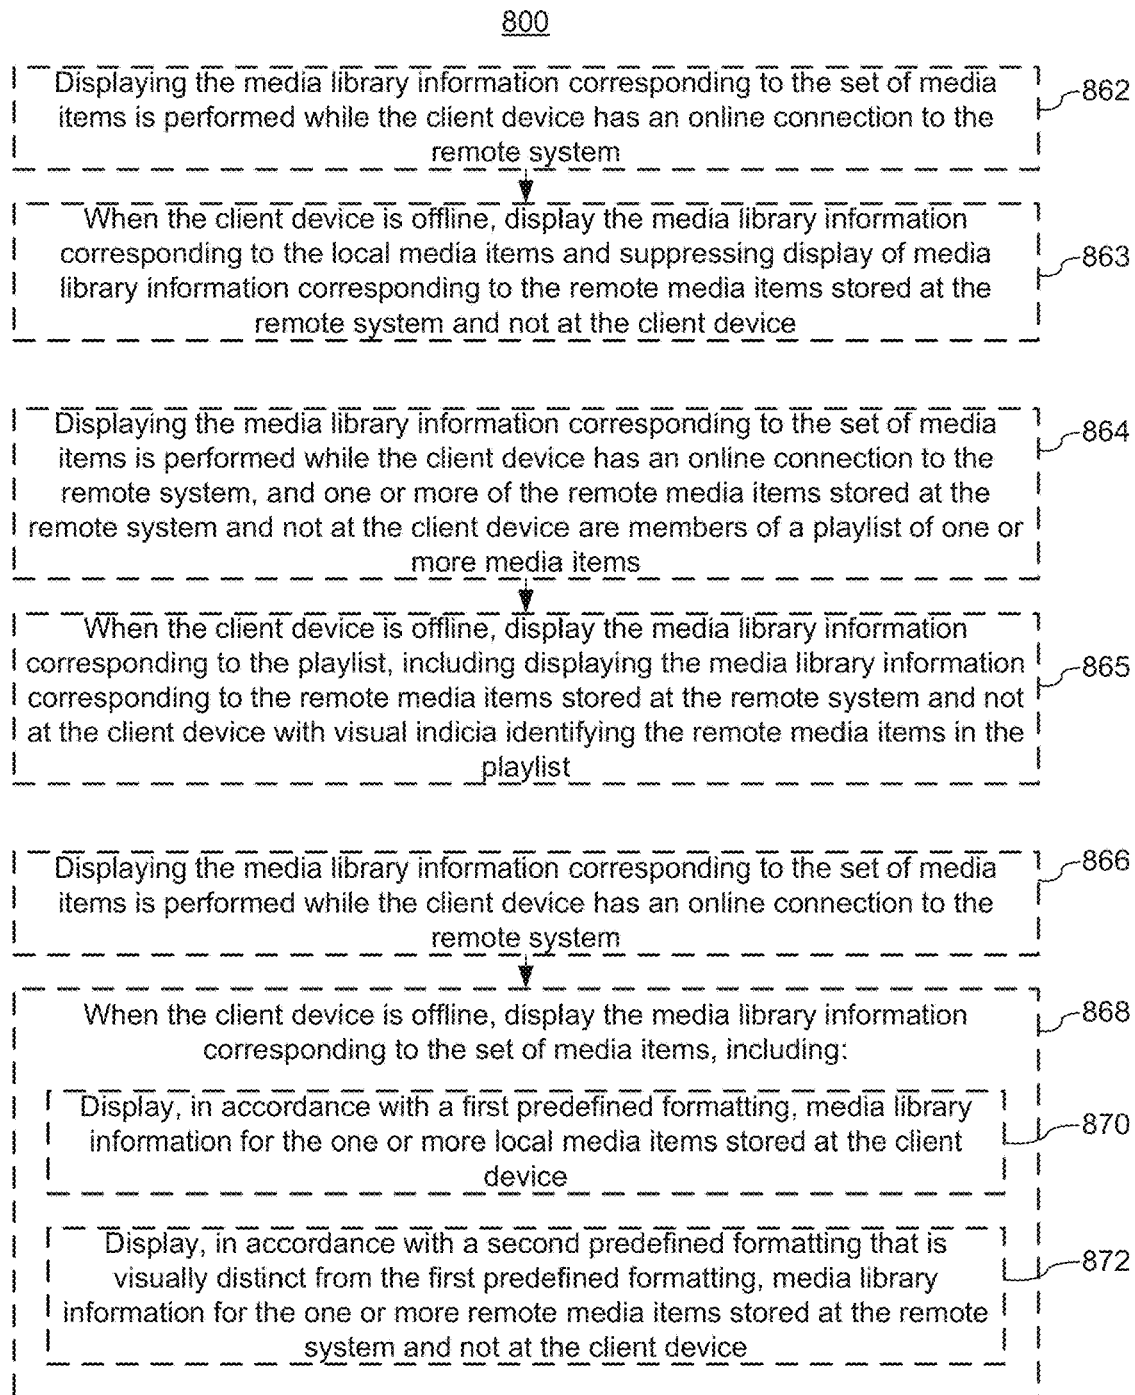 800
Displaying the media library information corresponding to the set of media
items is performed while the client device has an online connection to the
remote system
862
When the client device is offline, display the media library information
corresponding to the local media items and suppressing display of media
library information corresponding to the remote media items stored at the
remote system and not at the client device
863
Displaying the media library information corresponding to the set of media
items is performed while the client device has an online connection to the
remote system, and one or more of the remote media items stored at the
remote system and not at the client device are members of a playlist of one or
more media items
864
When the client device is offline, display the media library information
corresponding to the playlist, including displaying the media library information
corresponding to the remote media items stored at the remote system and not
at the client device with visual indicia identifying the remote media items in the
playlist
865
Displaying the media library information corresponding to the set of media
items is performed while the client device has an online connection to the
remote system
866
When the client device is offline, display the media library information
corresponding to the set of media items, including:
868
Display, in accordance with a first predefined formatting, media library
information for the one or more local media items stored at the client
device
870
Display, in accordance with a second predefined formatting that is
visually distinct from the first predefined formatting, media library
information for the one or more remote media items stored at the remote
system and not at the client device
872